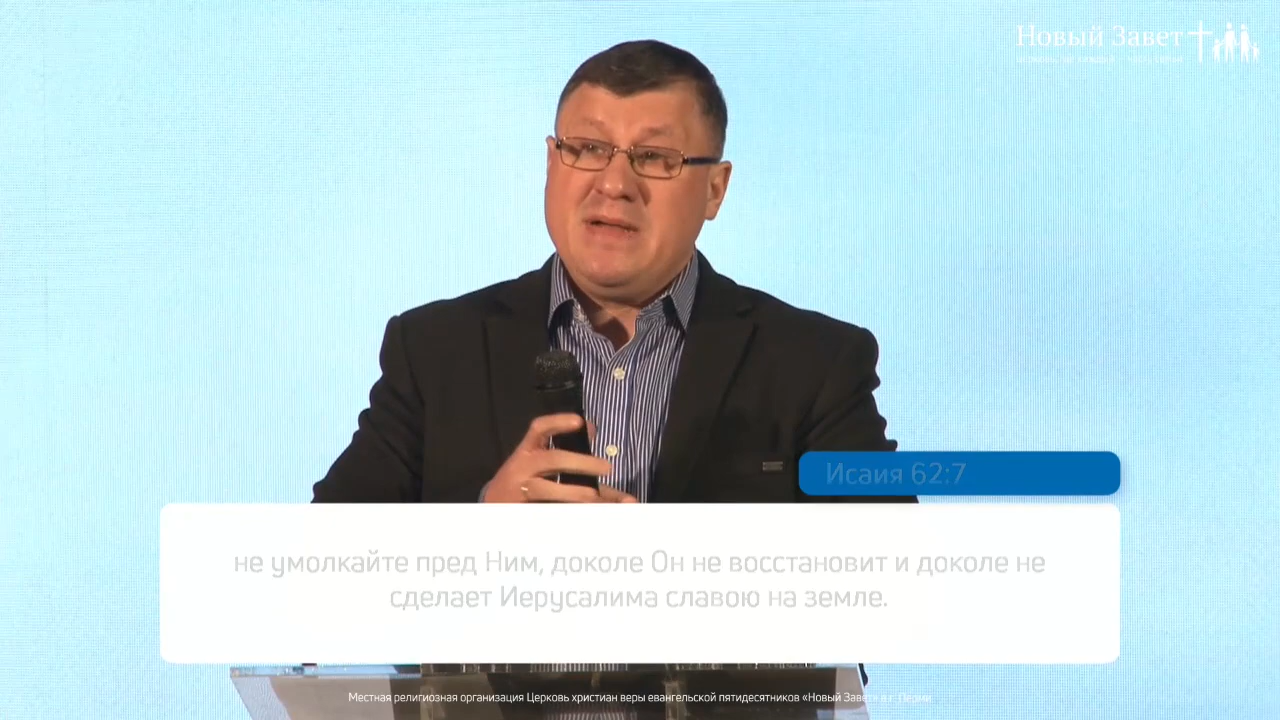 Новый Завет
Исаия 62:7
не умолкайте пред Ним, доколе Он не восстановит и доколе не
сделает Иерусалима славою на земле.
Местная религиозная организация Церковь христиан веры евангельской пятидесятников «Новый Завет» в г. Перми